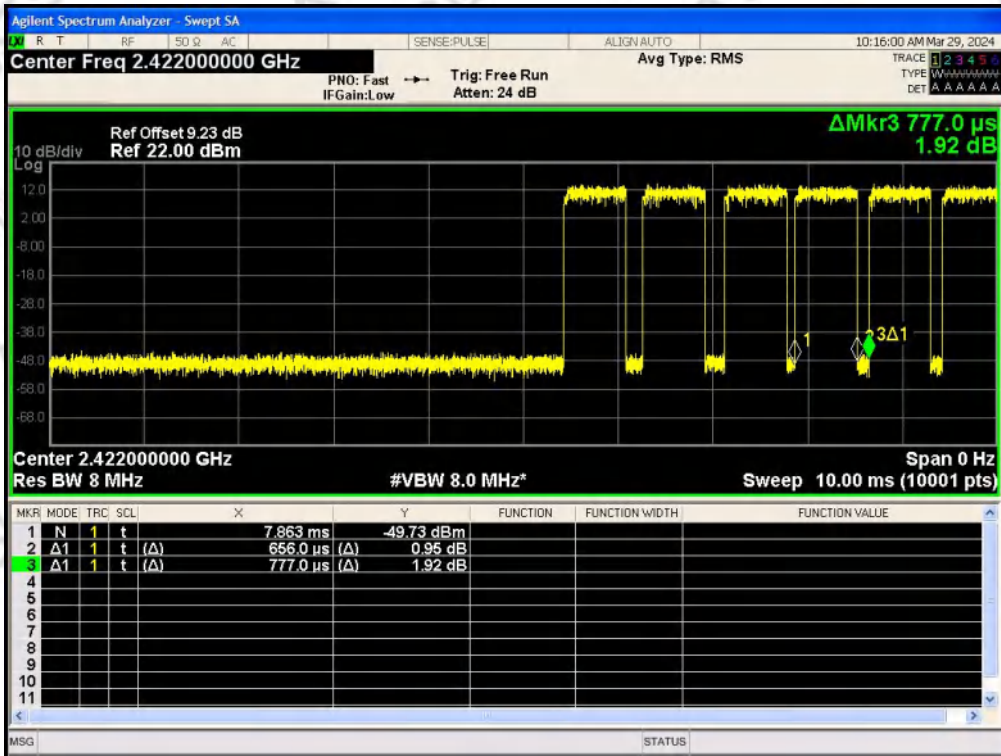 Agilent Spectrum Analyzer - Swept SA
LXI R T RF 50 Ω AC SENSE:PULSE ALIGN AUTO 10:16:00 AM Mar 29, 2024
Center Freq 2.422000000 GHz
PNO: Fast
IFGain:Low
Trig: Free Run
Atten: 24 dB
Avg Type: RMS
TRACE 1 2 3 4 5 6
TYPE W
DET A A A A A A
ΔMkr3 777.0 µs
1.92 dB
Ref Offset 9.23 dB
10 dB/div Ref 22.00 dBm
Log
12.0
2.00
-8.00
-18.0
-28.0
-38.0
-48.0
-58.0
-68.0
1
3Δ1
Center 2.422000000 GHz Span 0 Hz
Res BW 8 MHz #VBW 8.0 MHz* Sweep 10.00 ms (10001 pts)
MKR MODE TRC SCL X Y FUNCTION FUNCTION WIDTH FUNCTION VALUE
1 N 1 t 7.863 ms -49.73 dBm
2 Δ1 1 t (Δ) 656.0 µs (Δ) 0.95 dB
3 Δ1 1 t (Δ) 777.0 µs (Δ) 1.92 dB
4
5
6
7
8
9
10
11
MSG STATUS